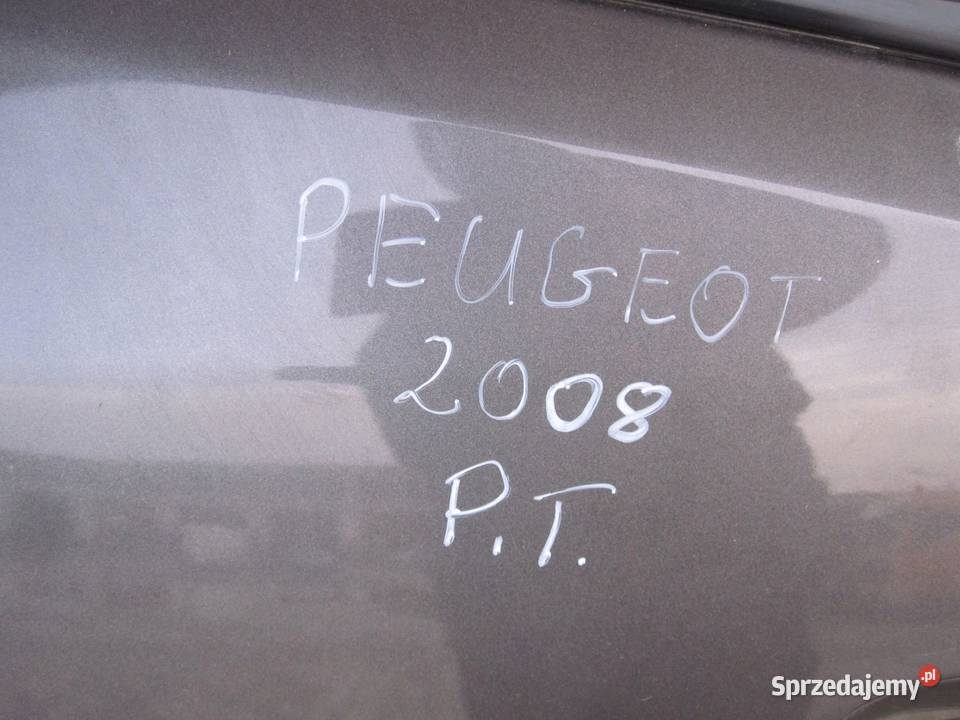 PEUGEOT
2008
P.T.
Sprzedajemy.pl